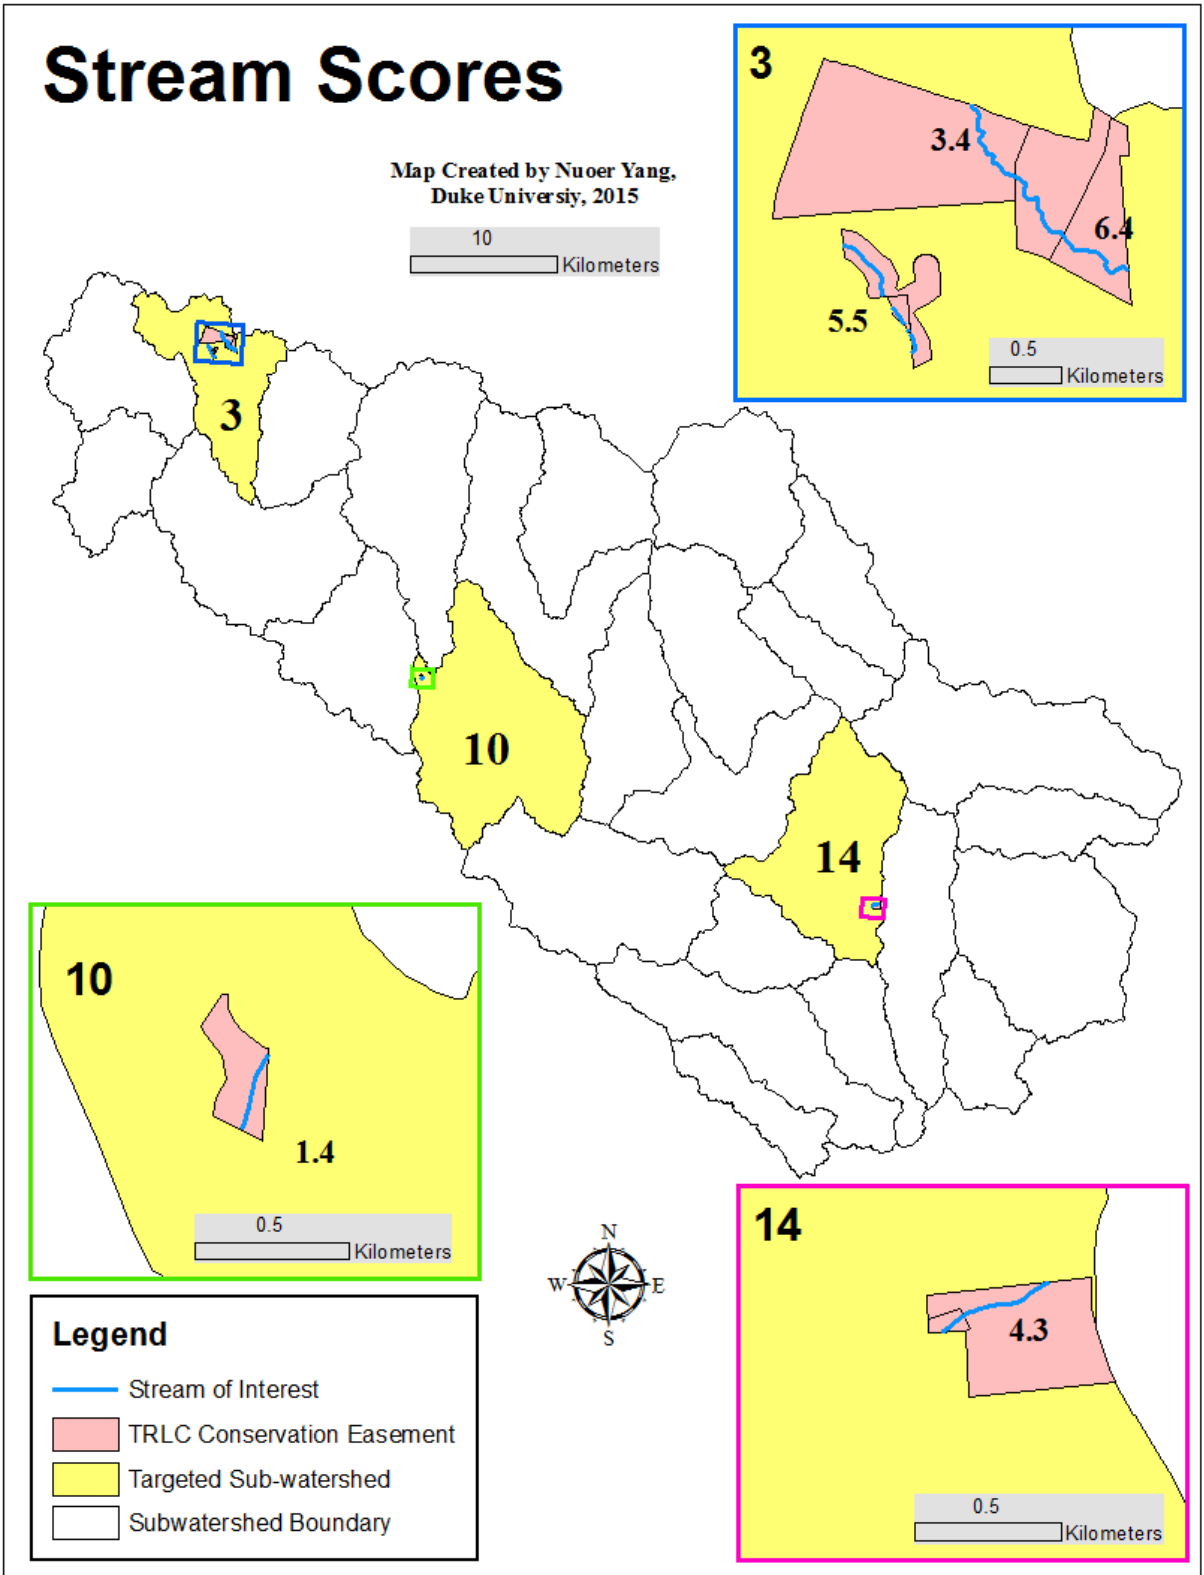 Stream Scores
Map Created by Nuoer Yang,
Duke Universiy, 2015
10
Kilometers
3
3.4
6.4
5.5
0.5
Kilometers
3
10
14
10
1.4
0.5
Kilometers
N
W
E
S
14
4.3
0.5
Kilometers
Legend
Stream of Interest
TRLC Conservation Easement
Targeted Sub-watershed
Subwatershed Boundary